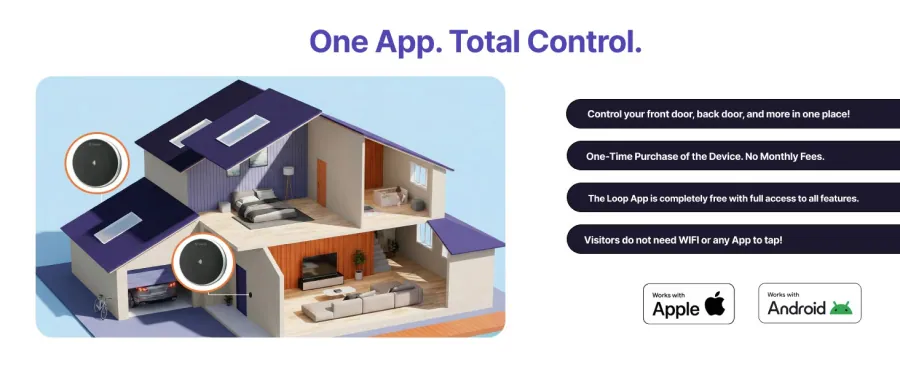 One App. Total Control.
Control your front door, back door, and more in one place!
One-Time Purchase of the Device. No Monthly Fees.
The Loop App is completely free with full access to all features.
Visitors do not need WIFI or any App to tap!
Works with
Apple
Works with
Android